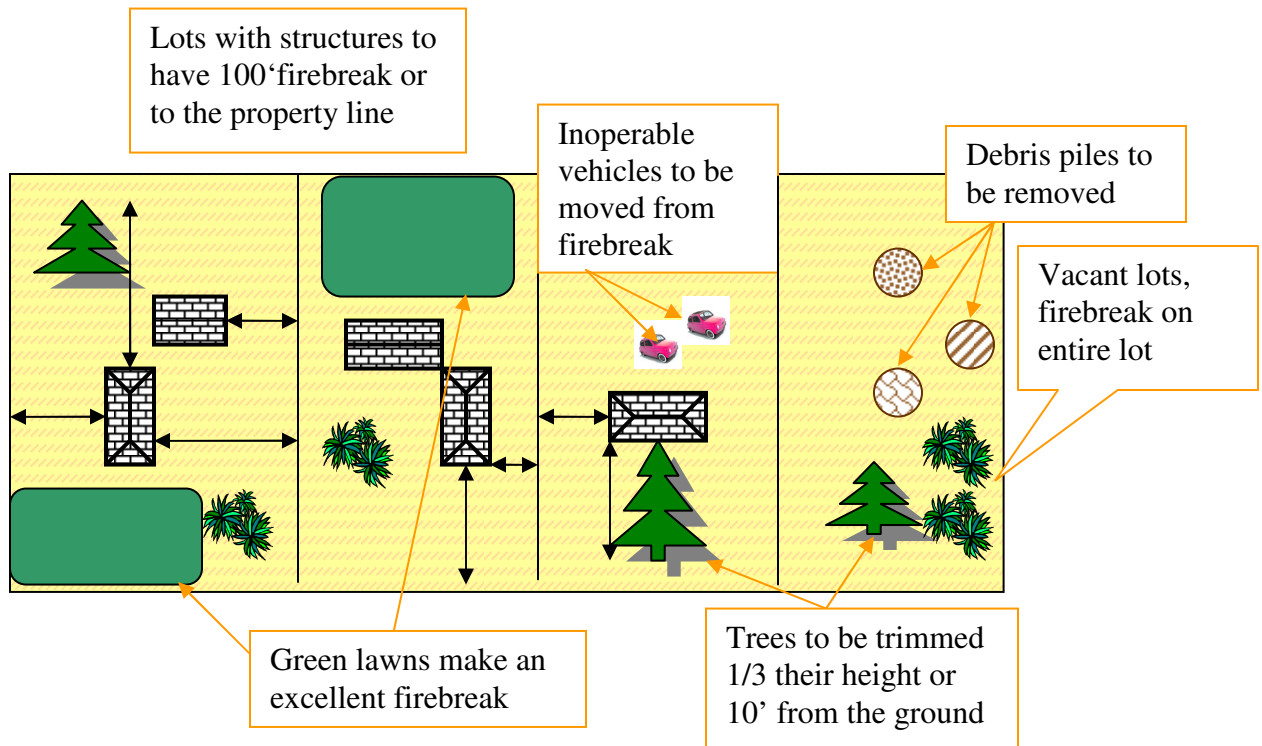 Lots with structures to
have 100‘firebreak or
to the property line
Inoperable
vehicles to be
moved from
firebreak
Debris piles to
be removed
Vacant lots,
firebreak on
entire lot
Green lawns make an
excellent firebreak
Trees to be trimmed
1/3 their height or
10’ from the ground